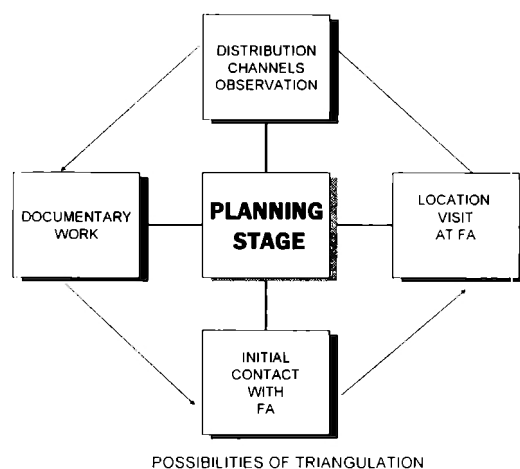 DISTRIBUTION
CHANNELS
OBSERVATION
DOCUMENTARY
WORK
PLANNING
STAGE
LOCATION
VISIT
AT FA
INITIAL
CONTACT
WITH
FA
POSSIBILITIES OF TRIANGULATION